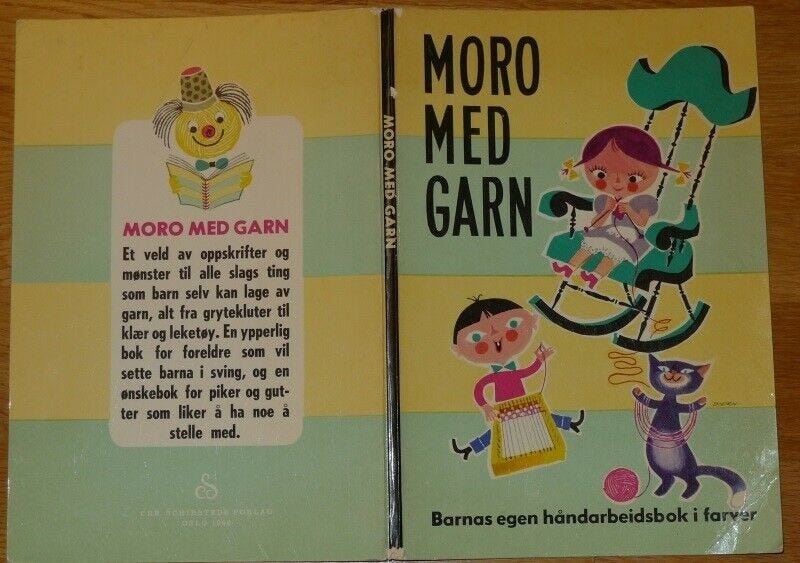 MORO MED GARN
Et veld av oppskrifter og
mønster til alle slags ting
som barn selv kan lage av
garn, alt fra grytekluter til
klær og leketøy. En ypperlig
bok for foreldre som vil
sette barna i sving, og en
ønskebok for piker og gut-
ter som liker å ha noe å
stelle med.
CHR. SCHIBSTEDS FORLAG
MORO MED GARN
MORO
MED
GARN
Barnas egen håndarbeidsbok i farver